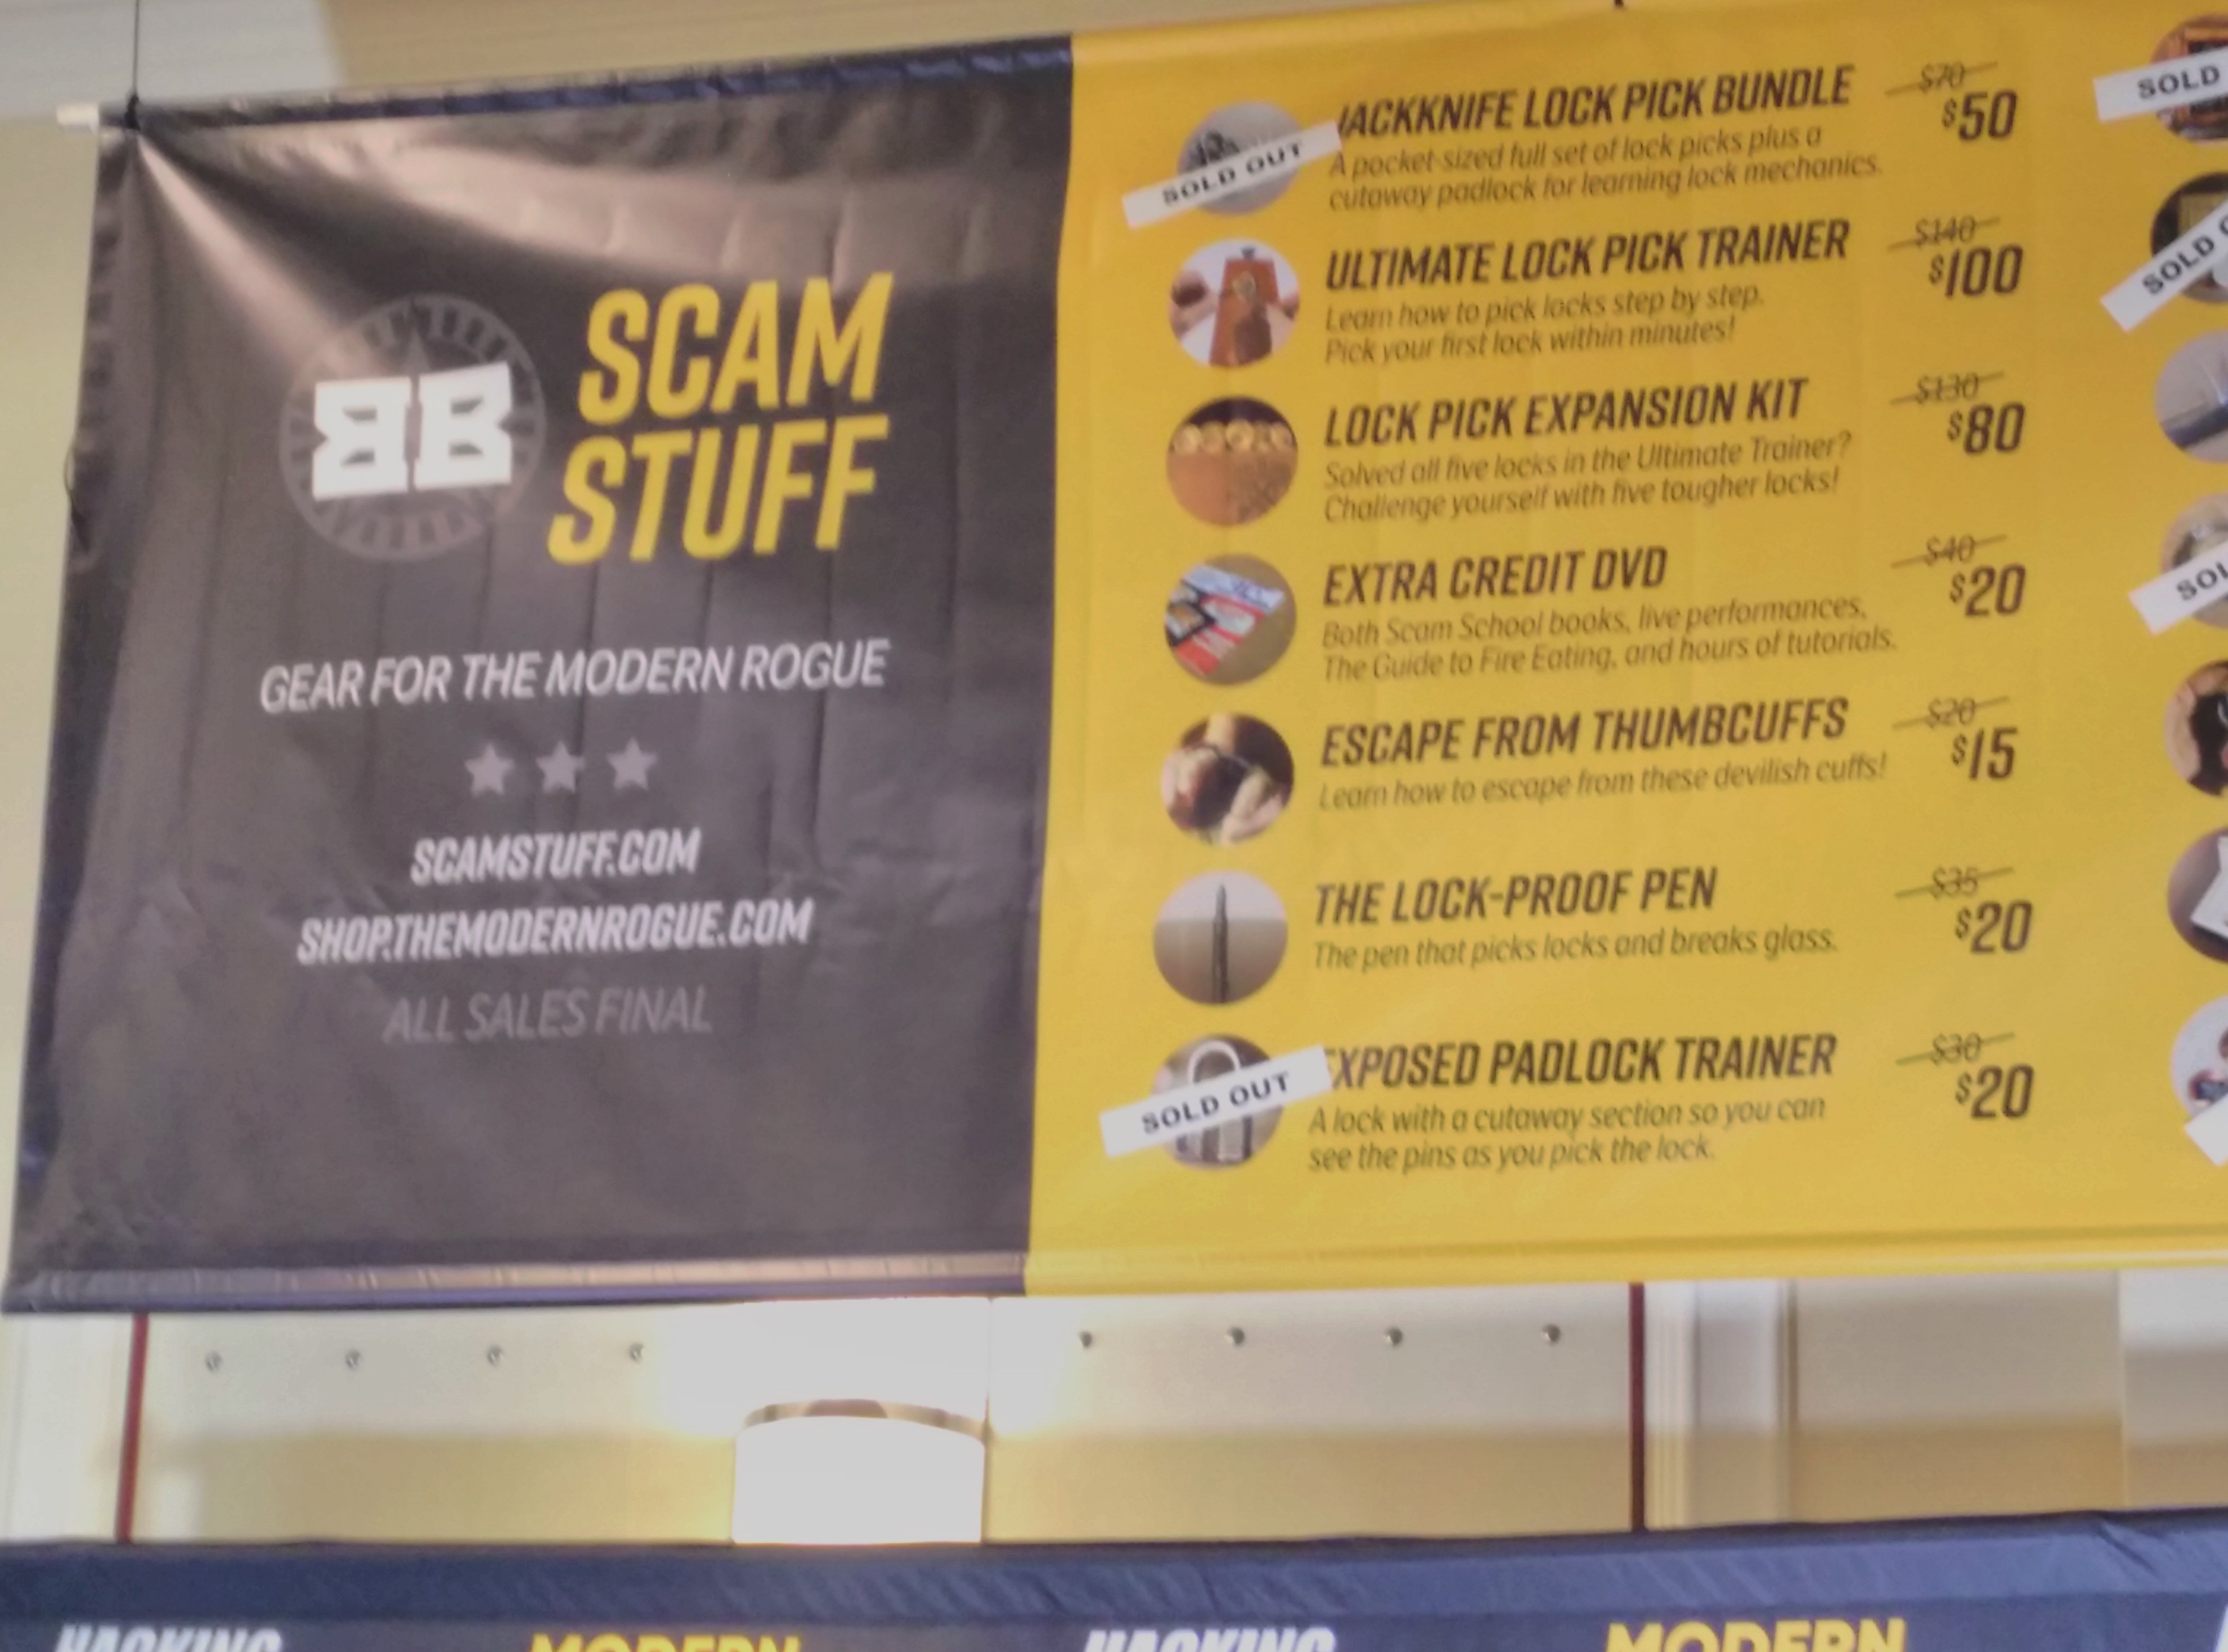 SCAM
STUFF
GEAR FOR THE MODERN ROGUE
SCAMSTUFF.COM
SHOP.THEMODERNROGUE.COM
ALL SALES FINAL
SOLD OUT
JACKKNIFE LOCK PICK BUNDLE
$70
$50
A pocket-sized full set of lock picks plus a
cutaway padlock for learning lock mechanics.
ULTIMATE LOCK PICK TRAINER
$140
$100
Learn how to pick locks step by step.
Pick your first lock within minutes!
LOCK PICK EXPANSION KIT
$130
$80
Solved all five locks in the Ultimate Trainer?
Challenge yourself with five tougher locks!
EXTRA CREDIT DVD
$40
$20
Both Scam School books, live performances,
The Guide to Fire Eating, and hours of tutorials.
ESCAPE FROM THUMBCUFFS
$20
$15
Learn how to escape from these devilish cuffs!
THE LOCK-PROOF PEN
$35
$20
The pen that picks locks and breaks glass.
SOLD OUT
EXPOSED PADLOCK TRAINER
$30
$20
A lock with a cutaway section so you can
see the pins as you pick the lock.
SOLD
SOLD
HACKING MODERN HACKING MODERN